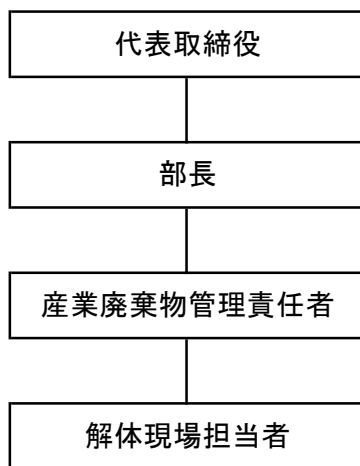 代表取締役
部長
産業廃棄物管理責任者
解体現場担当者